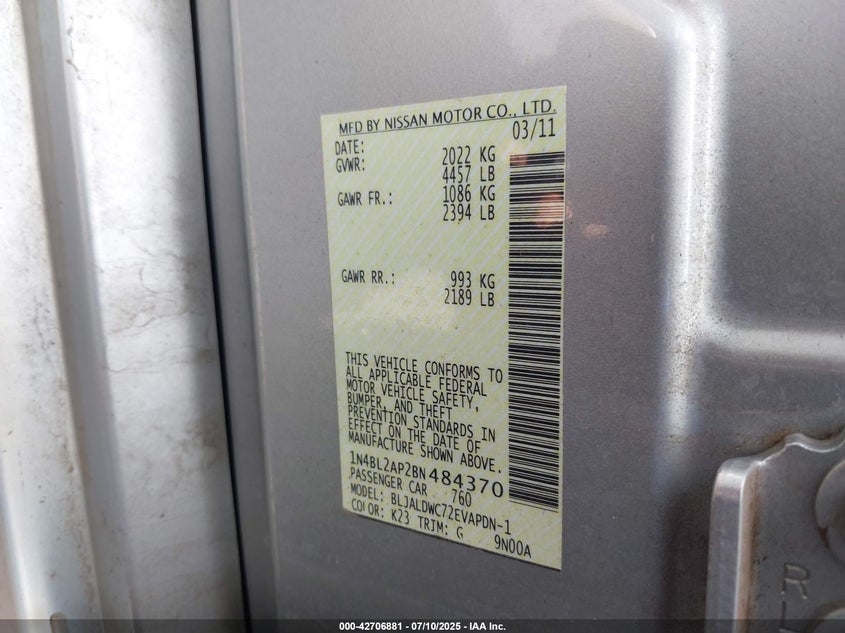 MFD BY NISSAN MOTOR CO., LTD.
DATE: 03/11
GVWR: 2022 KG
4457 LB
GAWR FR.: 1086 KG
2394 LB
GAWR RR.: 993 KG
2189 LB
THIS VEHICLE CONFORMS TO
ALL APPLICABLE FEDERAL
MOTOR VEHICLE SAFETY,
BUMPER, AND THEFT
PREVENTION STANDARDS IN
EFFECT ON THE DATE OF
MANUFACTURE SHOWN ABOVE.
1N4BL2AP2BN484370
PASSENGER CAR 760
MODEL: BLJALDWC72EVAPDN-1
COLOR: K23 TRIM: G 9N00A
R
000-42706881 - 07/10/2025 - IAA Inc.